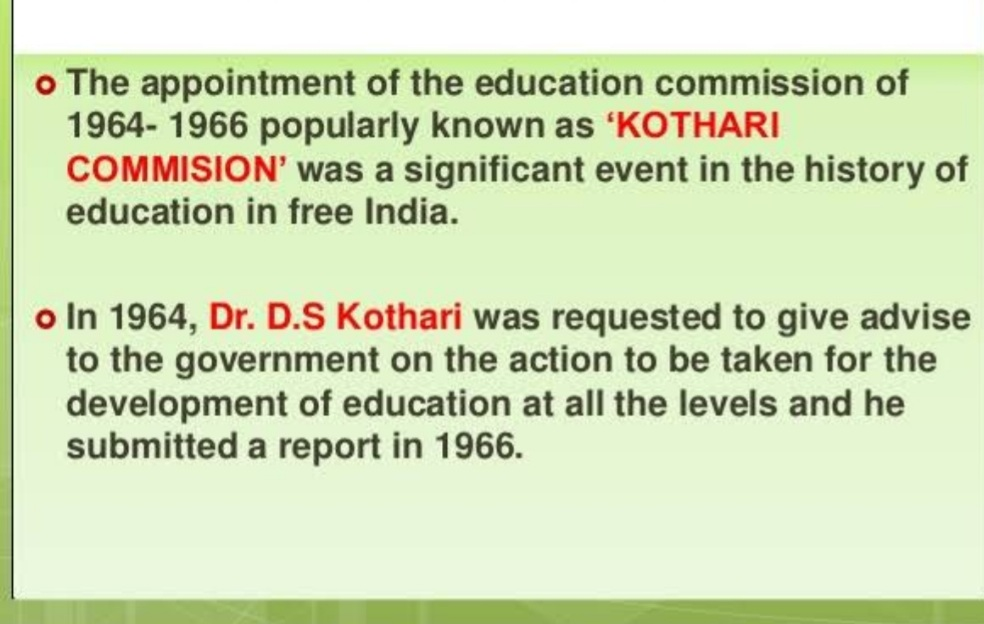 The appointment of the education commission of
1964- 1966 popularly known as ‘KOTHARI
COMMISION’ was a significant event in the history of
education in free India.
In 1964, Dr. D.S Kothari was requested to give advise
to the government on the action to be taken for the
development of education at all the levels and he
submitted a report in 1966.